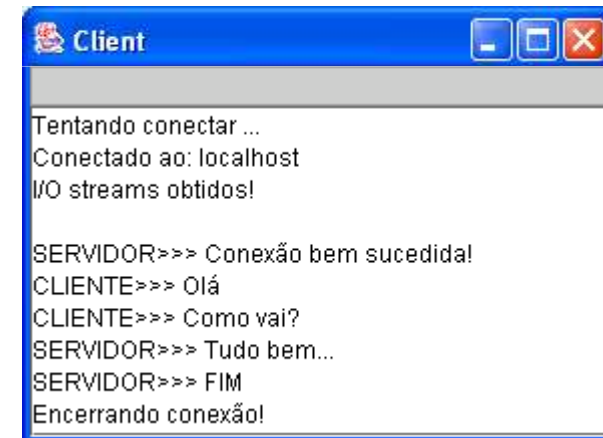 Client
Tentando conectar ...
Conectado ao: localhost
I/O streams obtidos!
SERVIDOR>>> Conexão bem sucedida!
CLIENTE>>> Olá
CLIENTE>>> Como vai?
SERVIDOR>>> Tudo bem...
SERVIDOR>>> FIM
Encerrando conexão!